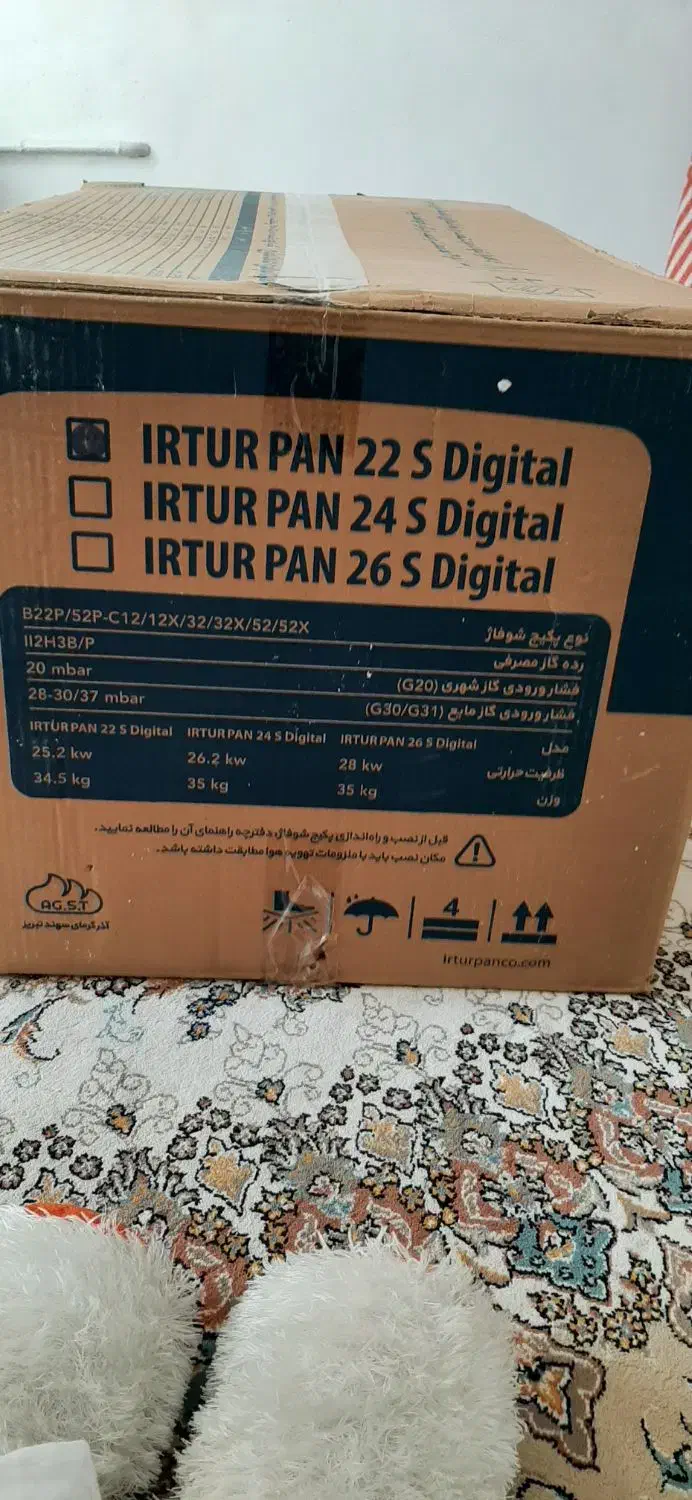 IRTUR PAN 22 S Digital
IRTUR PAN 24 S Digital
IRTUR PAN 26 S Digital
نوع پکیج شوفاژ B22P/52P-C12/12X/32/32X/52/52X
رده گاز مصرفی II2H3B/P
فشار ورودی گاز شهری (G20) 20 mbar
فشار ورودی گاز مایع (G30/G31) 28-30/37 mbar
مدل IRTUR PAN 22 S Digital IRTUR PAN 24 S Digital IRTUR PAN 26 S Digital
ظرفیت حرارتی 25.2 kw 26.2 kw 28 kw
وزن 34.5 kg 35 kg 35 kg
قبل از نصب و راه‌اندازی پکیج شوفاژ، دفترچه راهنمای آن را مطالعه نمایید.
مکان نصب باید با ملزومات تهویه هوا مطابقت داشته باشد.
AG.S.T
آذر گرمای سهند تبریز
4
irturpanco.com